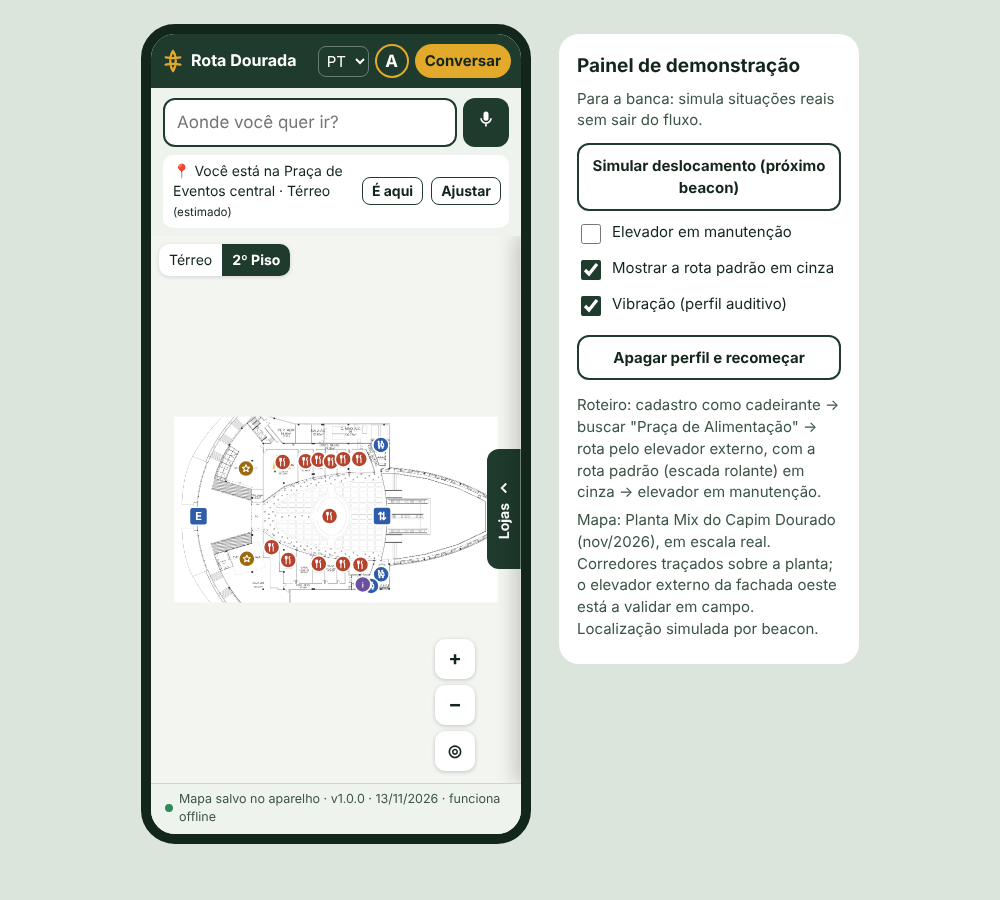 Rota Dourada
PT
A
Conversar
Aonde você quer ir?
📍 Você está na Praça de
Eventos central · Térreo
(estimado)
É aqui
Ajustar
Térreo
2º Piso
E
Lojas
+
−
Mapa salvo no aparelho · v1.0.0 · 13/11/2026 · funciona
offline
Painel de demonstração
Para a banca: simula situações reais
sem sair do fluxo.
Simular deslocamento (próximo
beacon)
Elevador em manutenção
Mostrar a rota padrão em cinza
Vibração (perfil auditivo)
Apagar perfil e recomeçar
Roteiro: cadastro como cadeirante →
buscar "Praça de Alimentação" →
rota pelo elevador externo, com a
rota padrão (escada rolante) em
cinza → elevador em manutenção.
Mapa: Planta Mix do Capim Dourado
(nov/2026), em escala real.
Corredores traçados sobre a planta;
o elevador externo da fachada oeste
está a validar em campo.
Localização simulada por beacon.